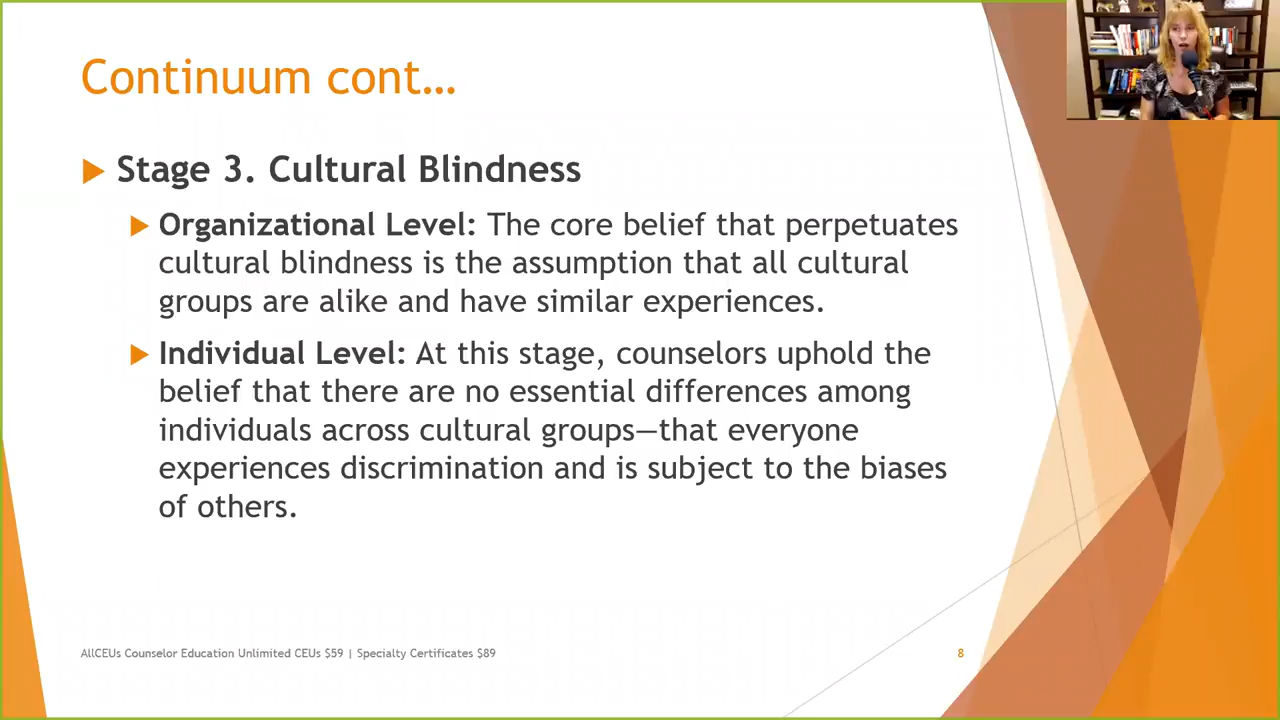 Continuum cont…
Stage 3. Cultural Blindness
Organizational Level: The core belief that perpetuates
cultural blindness is the assumption that all cultural
groups are alike and have similar experiences.
Individual Level: At this stage, counselors uphold the
belief that there are no essential differences among
individuals across cultural groups—that everyone
experiences discrimination and is subject to the biases
of others.
AllCEUs Counselor Education Unlimited CEUs $59 | Specialty Certificates $89
8